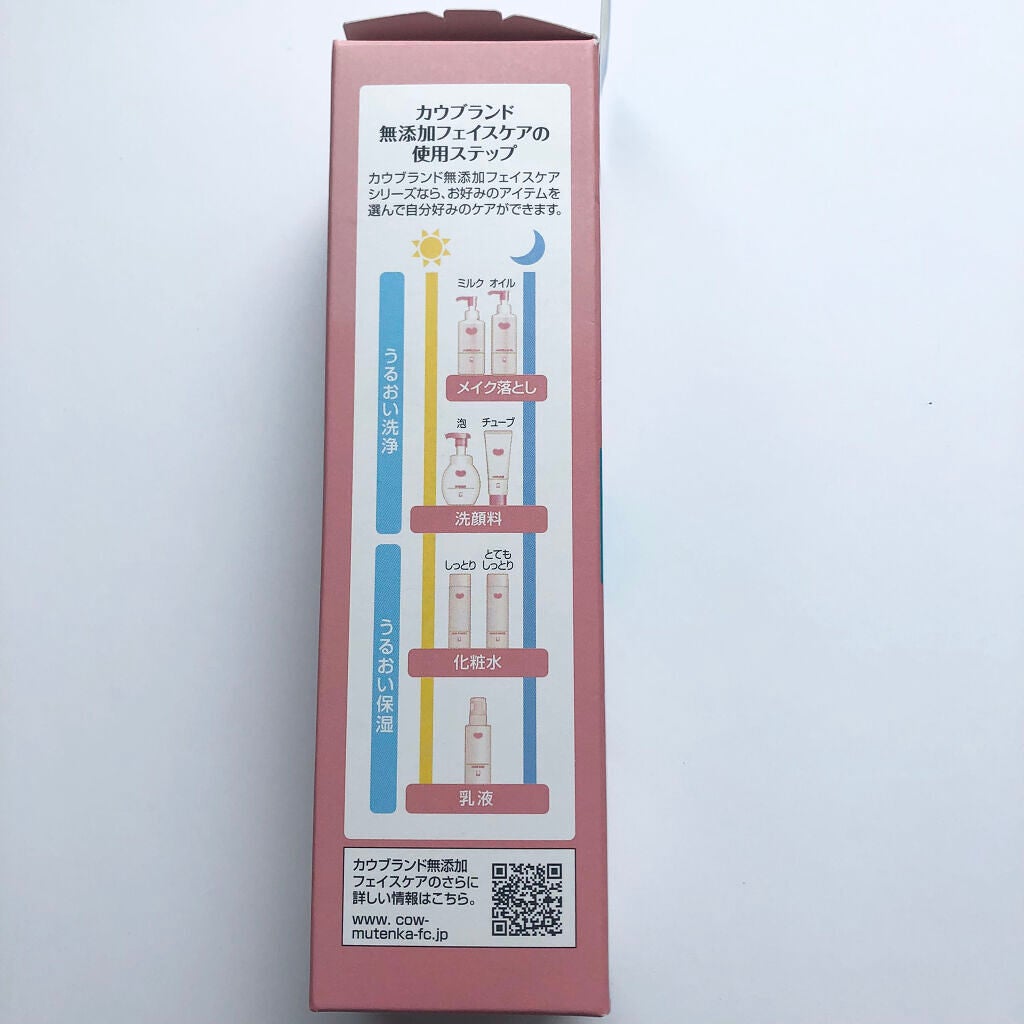 カウブランド
無添加フェイスケアの
使用ステップ
カウブランド無添加フェイスケア
シリーズなら、お好みのアイテムを
選んで自分好みのケアができます。
うるおい洗浄
ミルク オイル
メイク落とし
泡 チューブ
洗顔料
うるおい保湿
しっとり とても
しっとり
化粧水
乳液
カウブランド無添加
フェイスケアのさらに
詳しい情報はこちら。
www. cow-
mutenka-fc.jp